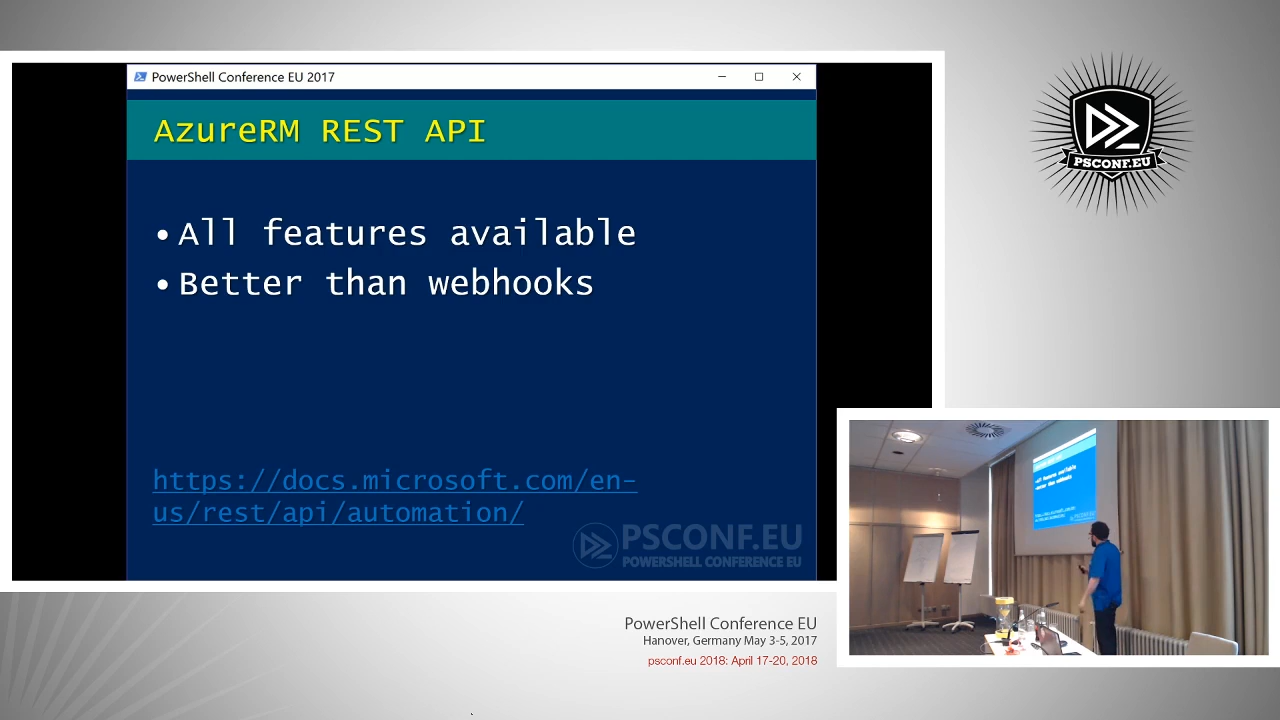 PowerShell Conference EU 2017
AzureRM REST API
• All features available
• Better than webhooks
https://docs.microsoft.com/en-
us/rest/api/automation/
PSCONF.EU
POWERSHELL CONFERENCE EU
PSCONF.EU
PowerShell Conference EU
Hanover, Germany May 3-5, 2017
psconf.eu 2018: April 17-20, 2018